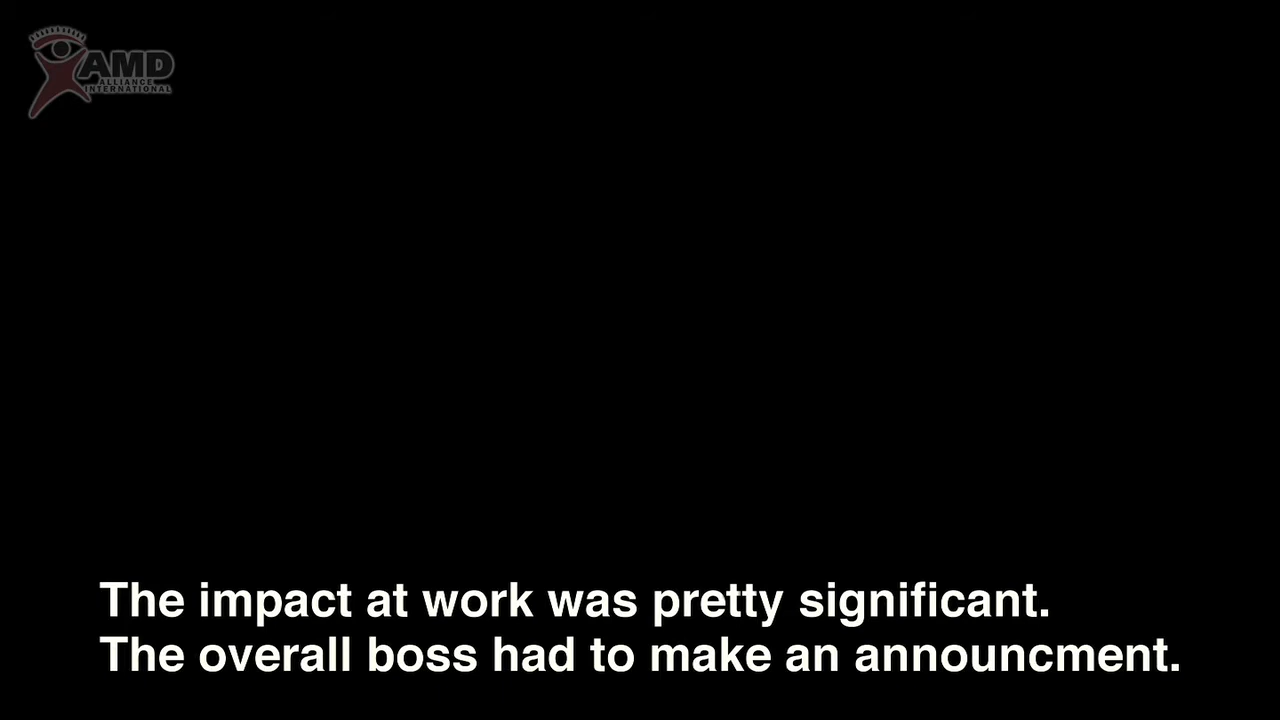 AMD
ALLIANCE
INTERNATIONAL
The impact at work was pretty significant.
The overall boss had to make an announcment.